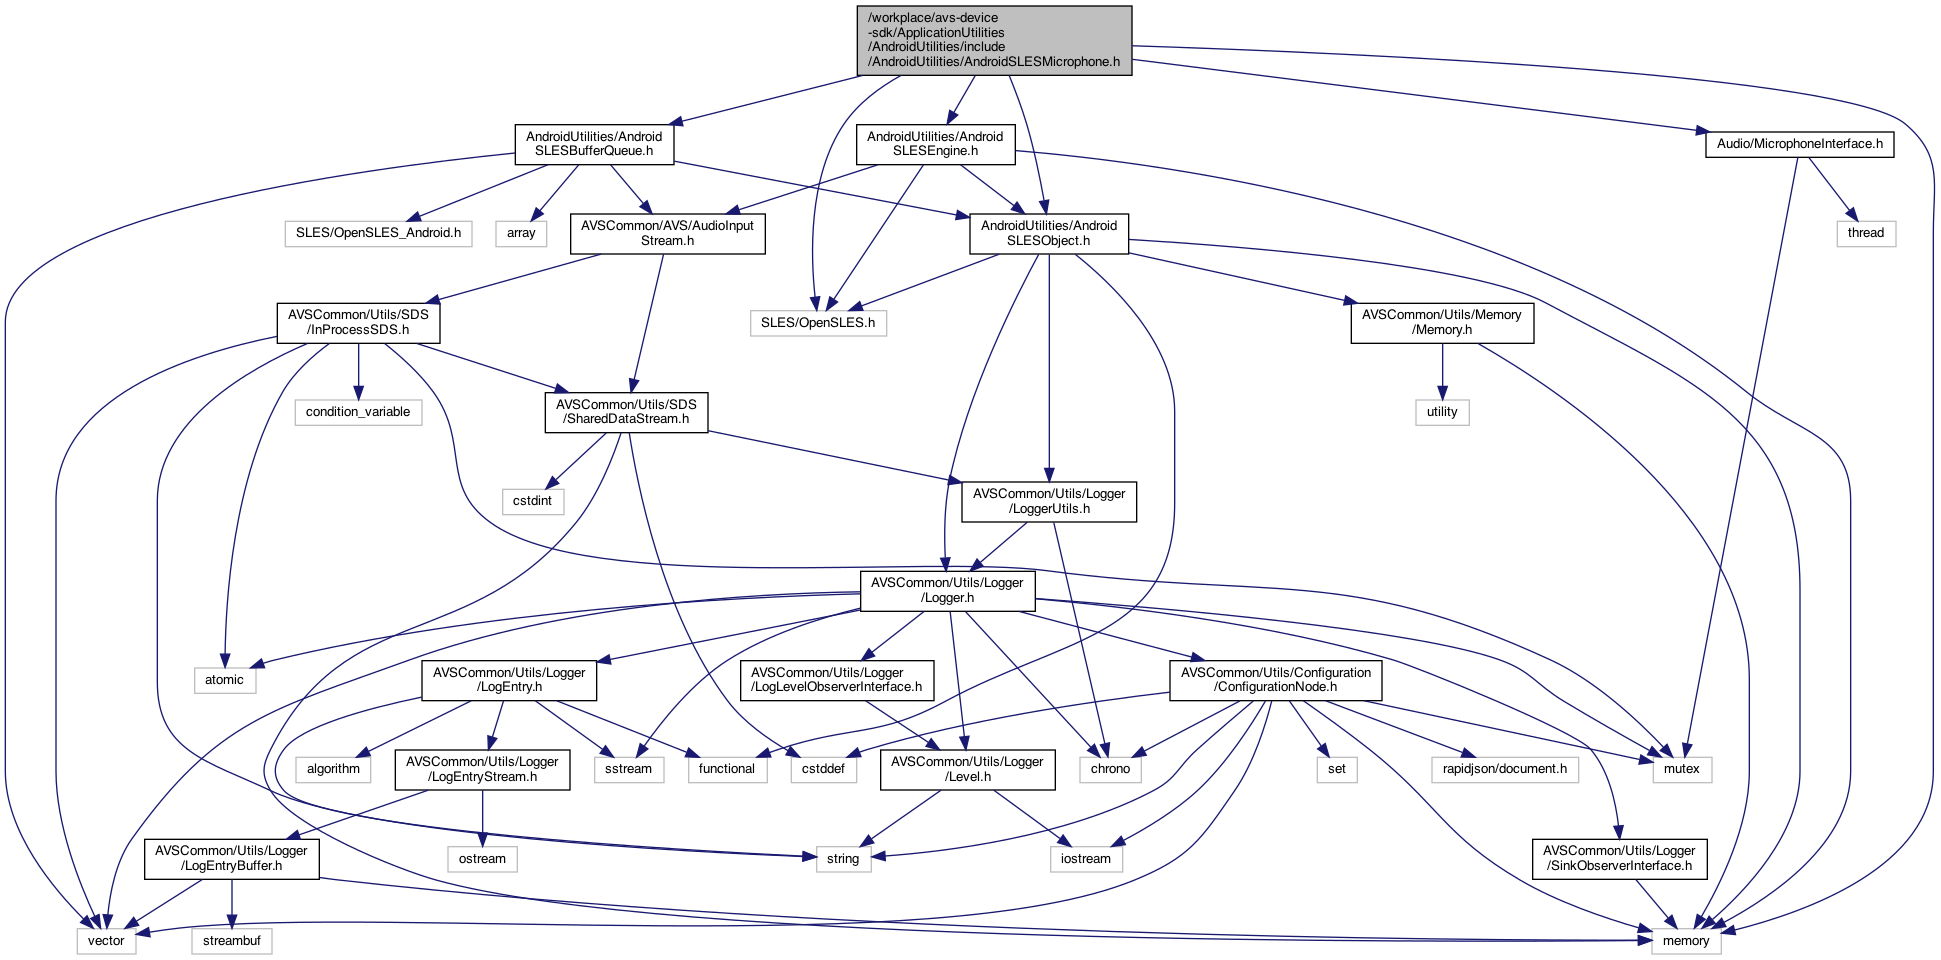 /workplace/avs-device
-sdk/ApplicationUtilities
/AndroidUtilities/include
/AndroidUtilities/AndroidSLESMicrophone.h
AndroidUtilities/Android
SLESBufferQueue.h
AndroidUtilities/Android
SLESEngine.h
Audio/MicrophoneInterface.h
SLES/OpenSLES_Android.h
array
AVSCommon/AVS/AudioInput
Stream.h
AndroidUtilities/Android
SLESObject.h
thread
AVSCommon/Utils/SDS
/InProcessSDS.h
SLES/OpenSLES.h
AVSCommon/Utils/Memory
/Memory.h
condition_variable
AVSCommon/Utils/SDS
/SharedDataStream.h
utility
cstdint
AVSCommon/Utils/Logger
/LoggerUtils.h
AVSCommon/Utils/Logger
/Logger.h
atomic
AVSCommon/Utils/Logger
/LogEntry.h
AVSCommon/Utils/Logger
/LogLevelObserverInterface.h
AVSCommon/Utils/Configuration
/ConfigurationNode.h
algorithm
AVSCommon/Utils/Logger
/LogEntryStream.h
sstream
functional
cstddef
AVSCommon/Utils/Logger
/Level.h
chrono
set
rapidjson/document.h
mutex
AVSCommon/Utils/Logger
/LogEntryBuffer.h
ostream
string
iostream
AVSCommon/Utils/Logger
/SinkObserverInterface.h
vector
streambuf
memory